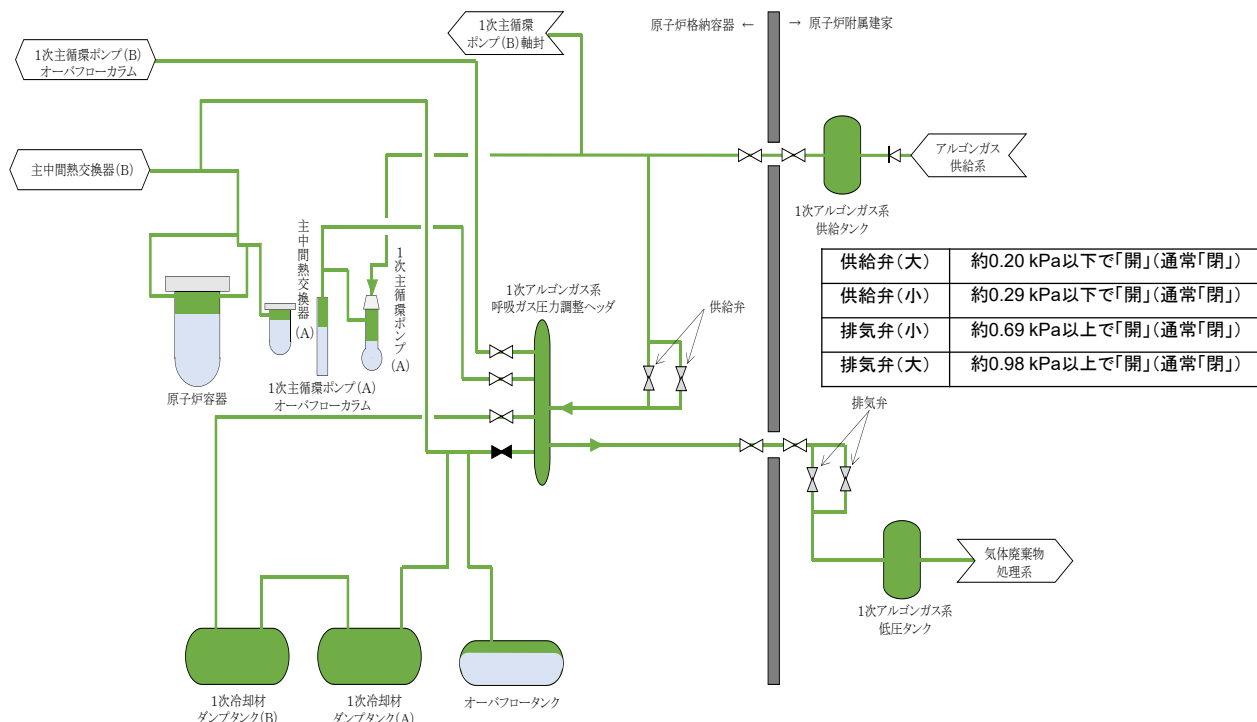 1次主循環
ポンプ(B)軸封
原子炉格納容器 ←
→ 原子炉附属建家
1次主循環ポンプ(B)
オーバフローカラム
主中間熱交換器(B)
アルゴンガス
供給系
1次アルゴンガス系
供給タンク
主中間熱交換器(A)
1次主循環ポンプ(A)
1次アルゴンガス系
呼吸ガス圧力調整ヘッダ
供給弁
供給弁(大) 約0.20 kPa以下で「開」(通常「閉」)
供給弁(小) 約0.29 kPa以下で「開」(通常「閉」)
排気弁(小) 約0.69 kPa以上で「開」(通常「閉」)
排気弁(大) 約0.98 kPa以上で「開」(通常「閉」)
原子炉容器
1次主循環ポンプ(A)
オーバフローカラム
排気弁
気体廃棄物
処理系
1次アルゴンガス系
低圧タンク
1次冷却材
ダンプタンク(B)
1次冷却材
ダンプタンク(A)
オーバフロータンク